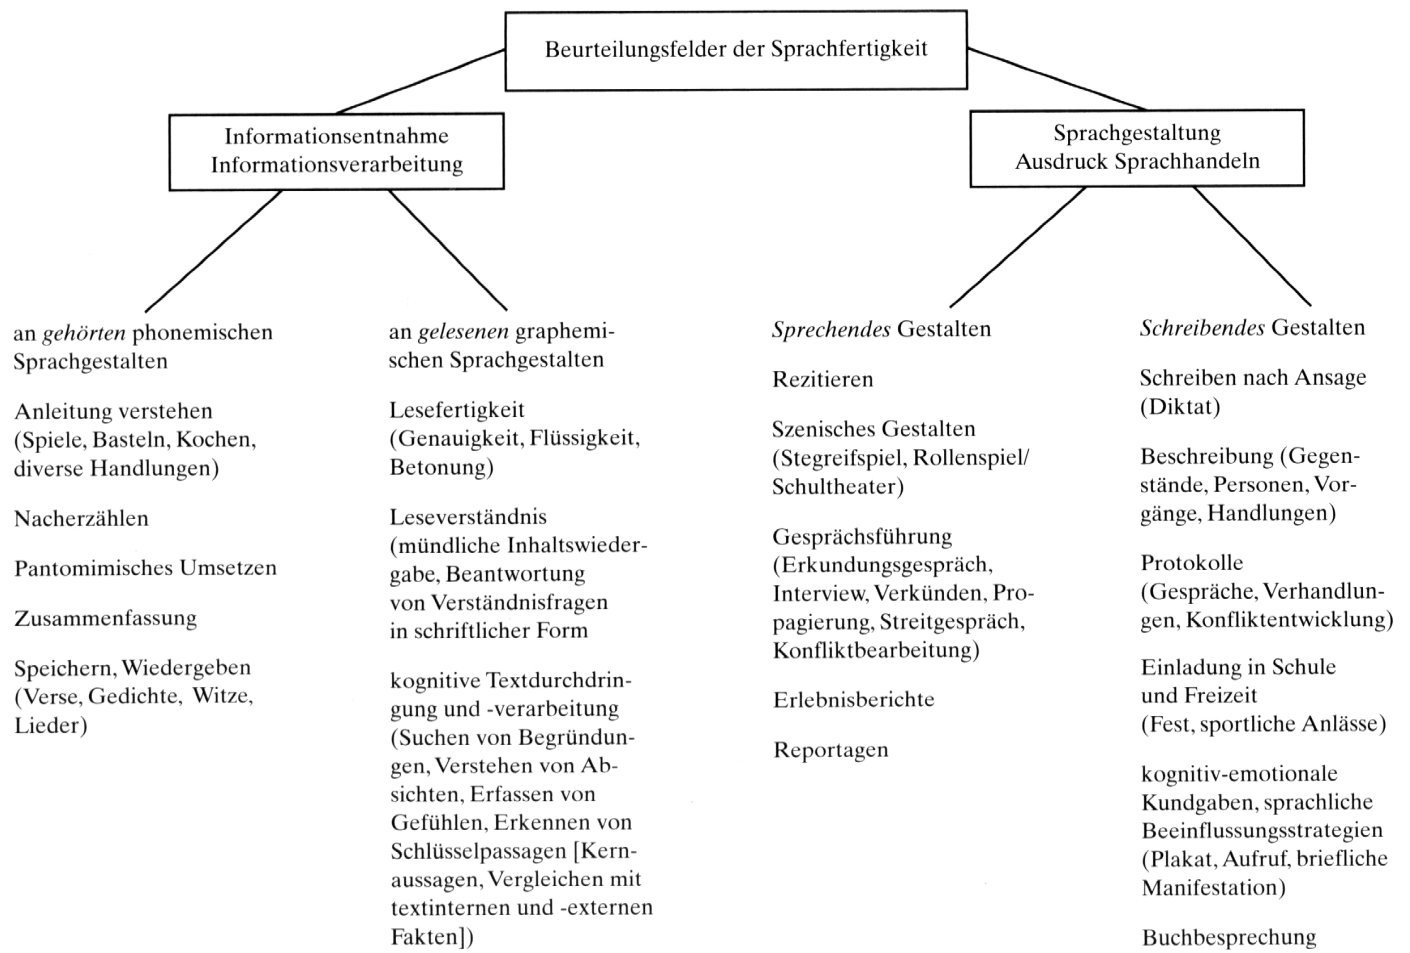 Beurteilungsfelder der Sprachfertigkeit
Informationsentnahme
Informationsverarbeitung
Sprachgestaltung
Ausdruck Sprachhandeln
an gehörten phonemischen
Sprachgestalten
Anleitung verstehen
(Spiele, Basteln, Kochen,
diverse Handlungen)
Nacherzählen
Pantomimisches Umsetzen
Zusammenfassung
Speichern, Wiedergeben
(Verse, Gedichte, Witze,
Lieder)
an gelesenen graphemi-
schen Sprachgestalten
Lesefertigkeit
(Genauigkeit, Flüssigkeit,
Betonung)
Leseverständnis
(mündliche Inhaltswieder-
gabe, Beantwortung
von Verständnisfragen
in schriftlicher Form
kognitive Textdurchdrin-
gung und -verarbeitung
(Suchen von Begründun-
gen, Verstehen von Ab-
sichten, Erfassen von
Gefühlen, Erkennen von
Schlüsselpassagen [Kern-
aussagen, Vergleichen mit
textinternen und -externen
Fakten])
Sprechendes Gestalten
Rezitieren
Szenisches Gestalten
(Stegreifspiel, Rollenspiel/
Schultheater)
Gesprächsführung
(Erkundungsgespräch,
Interview, Verkünden, Pro-
pagierung, Streitgespräch,
Konfliktbearbeitung)
Erlebnisberichte
Reportagen
Schreibendes Gestalten
Schreiben nach Ansage
(Diktat)
Beschreibung (Gegen-
stände, Personen, Vor-
gänge, Handlungen)
Protokolle
(Gespräche, Verhandlun-
gen, Konfliktentwicklung)
Einladung in Schule
und Freizeit
(Fest, sportliche Anlässe)
kognitiv-emotionale
Kundgaben, sprachliche
Beeinflussungsstrategien
(Plakat, Aufruf, briefliche
Manifestation)
Buchbesprechung